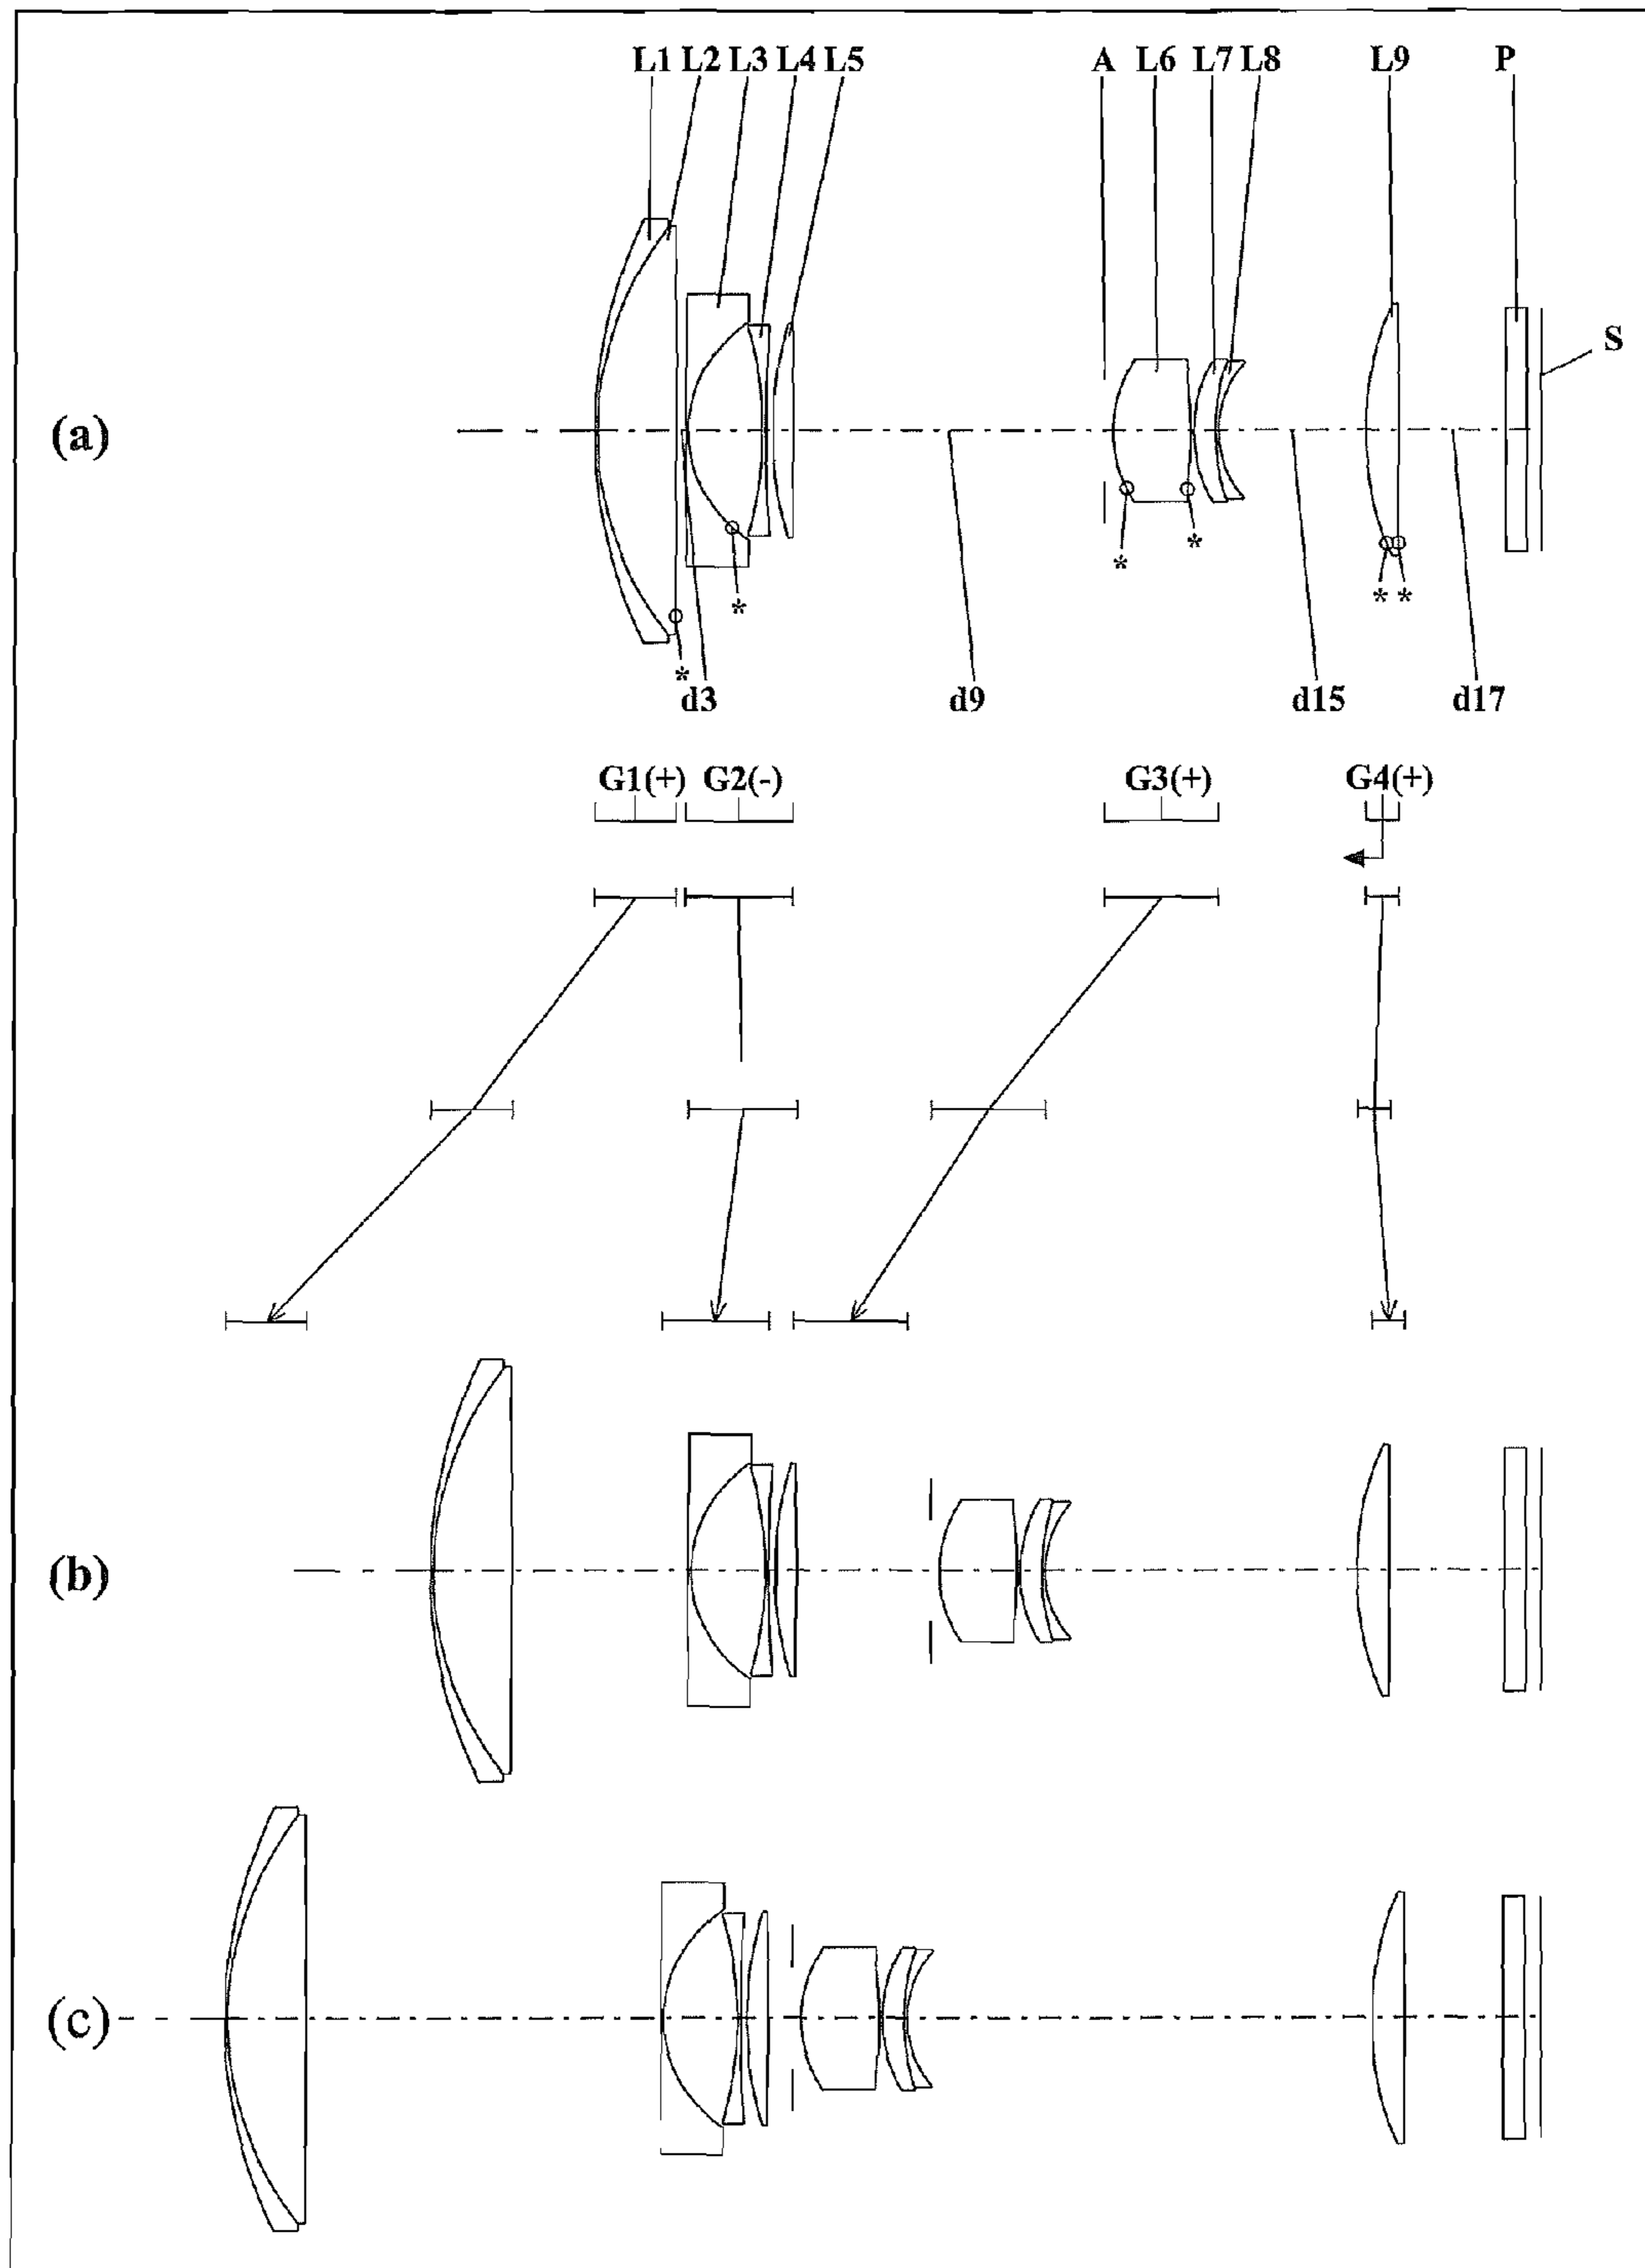 L1 L2 L3 L4 L5 A L6 L7 L8 L9 P
S
(a)
* * * * * *
d3 d9 d15 d17
G1(+) G2(-) G3(+) G4(+)
(b)
(c)